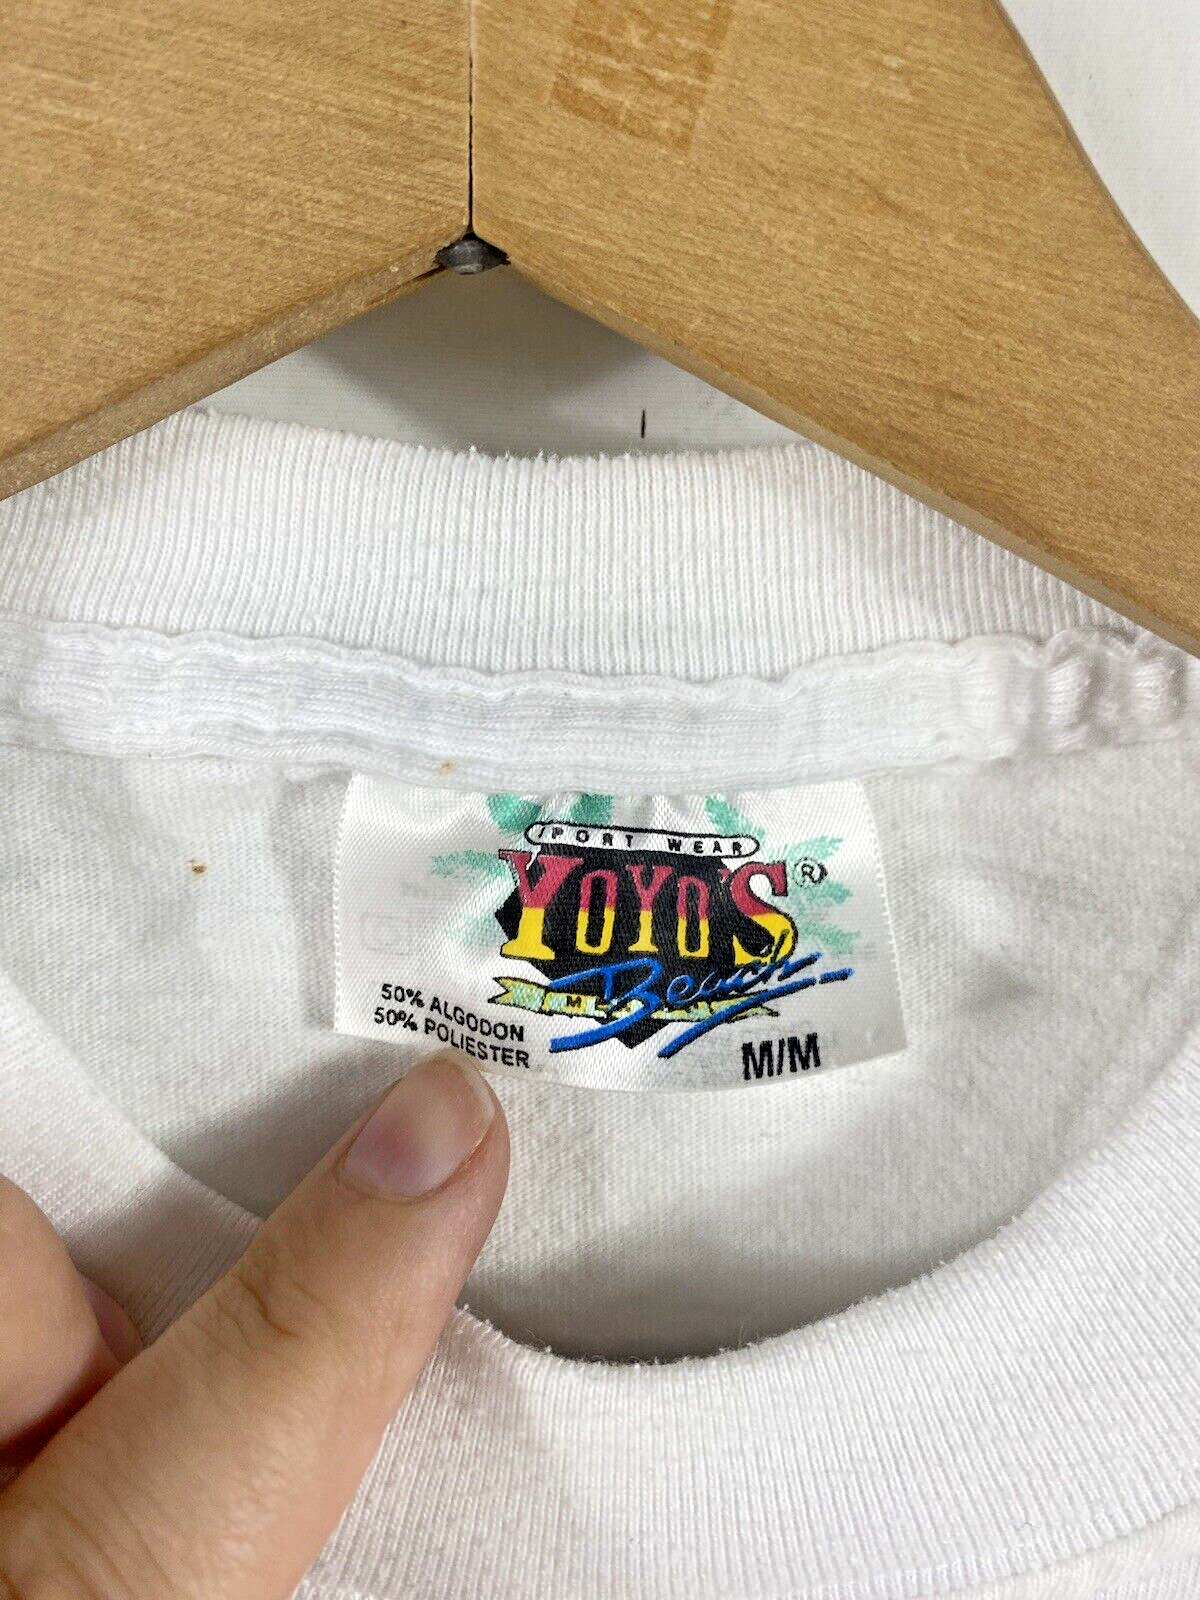 SPORT WEAR
YOYO'S ®
Beach
50% ALGODON
50% POLIESTER
M/M